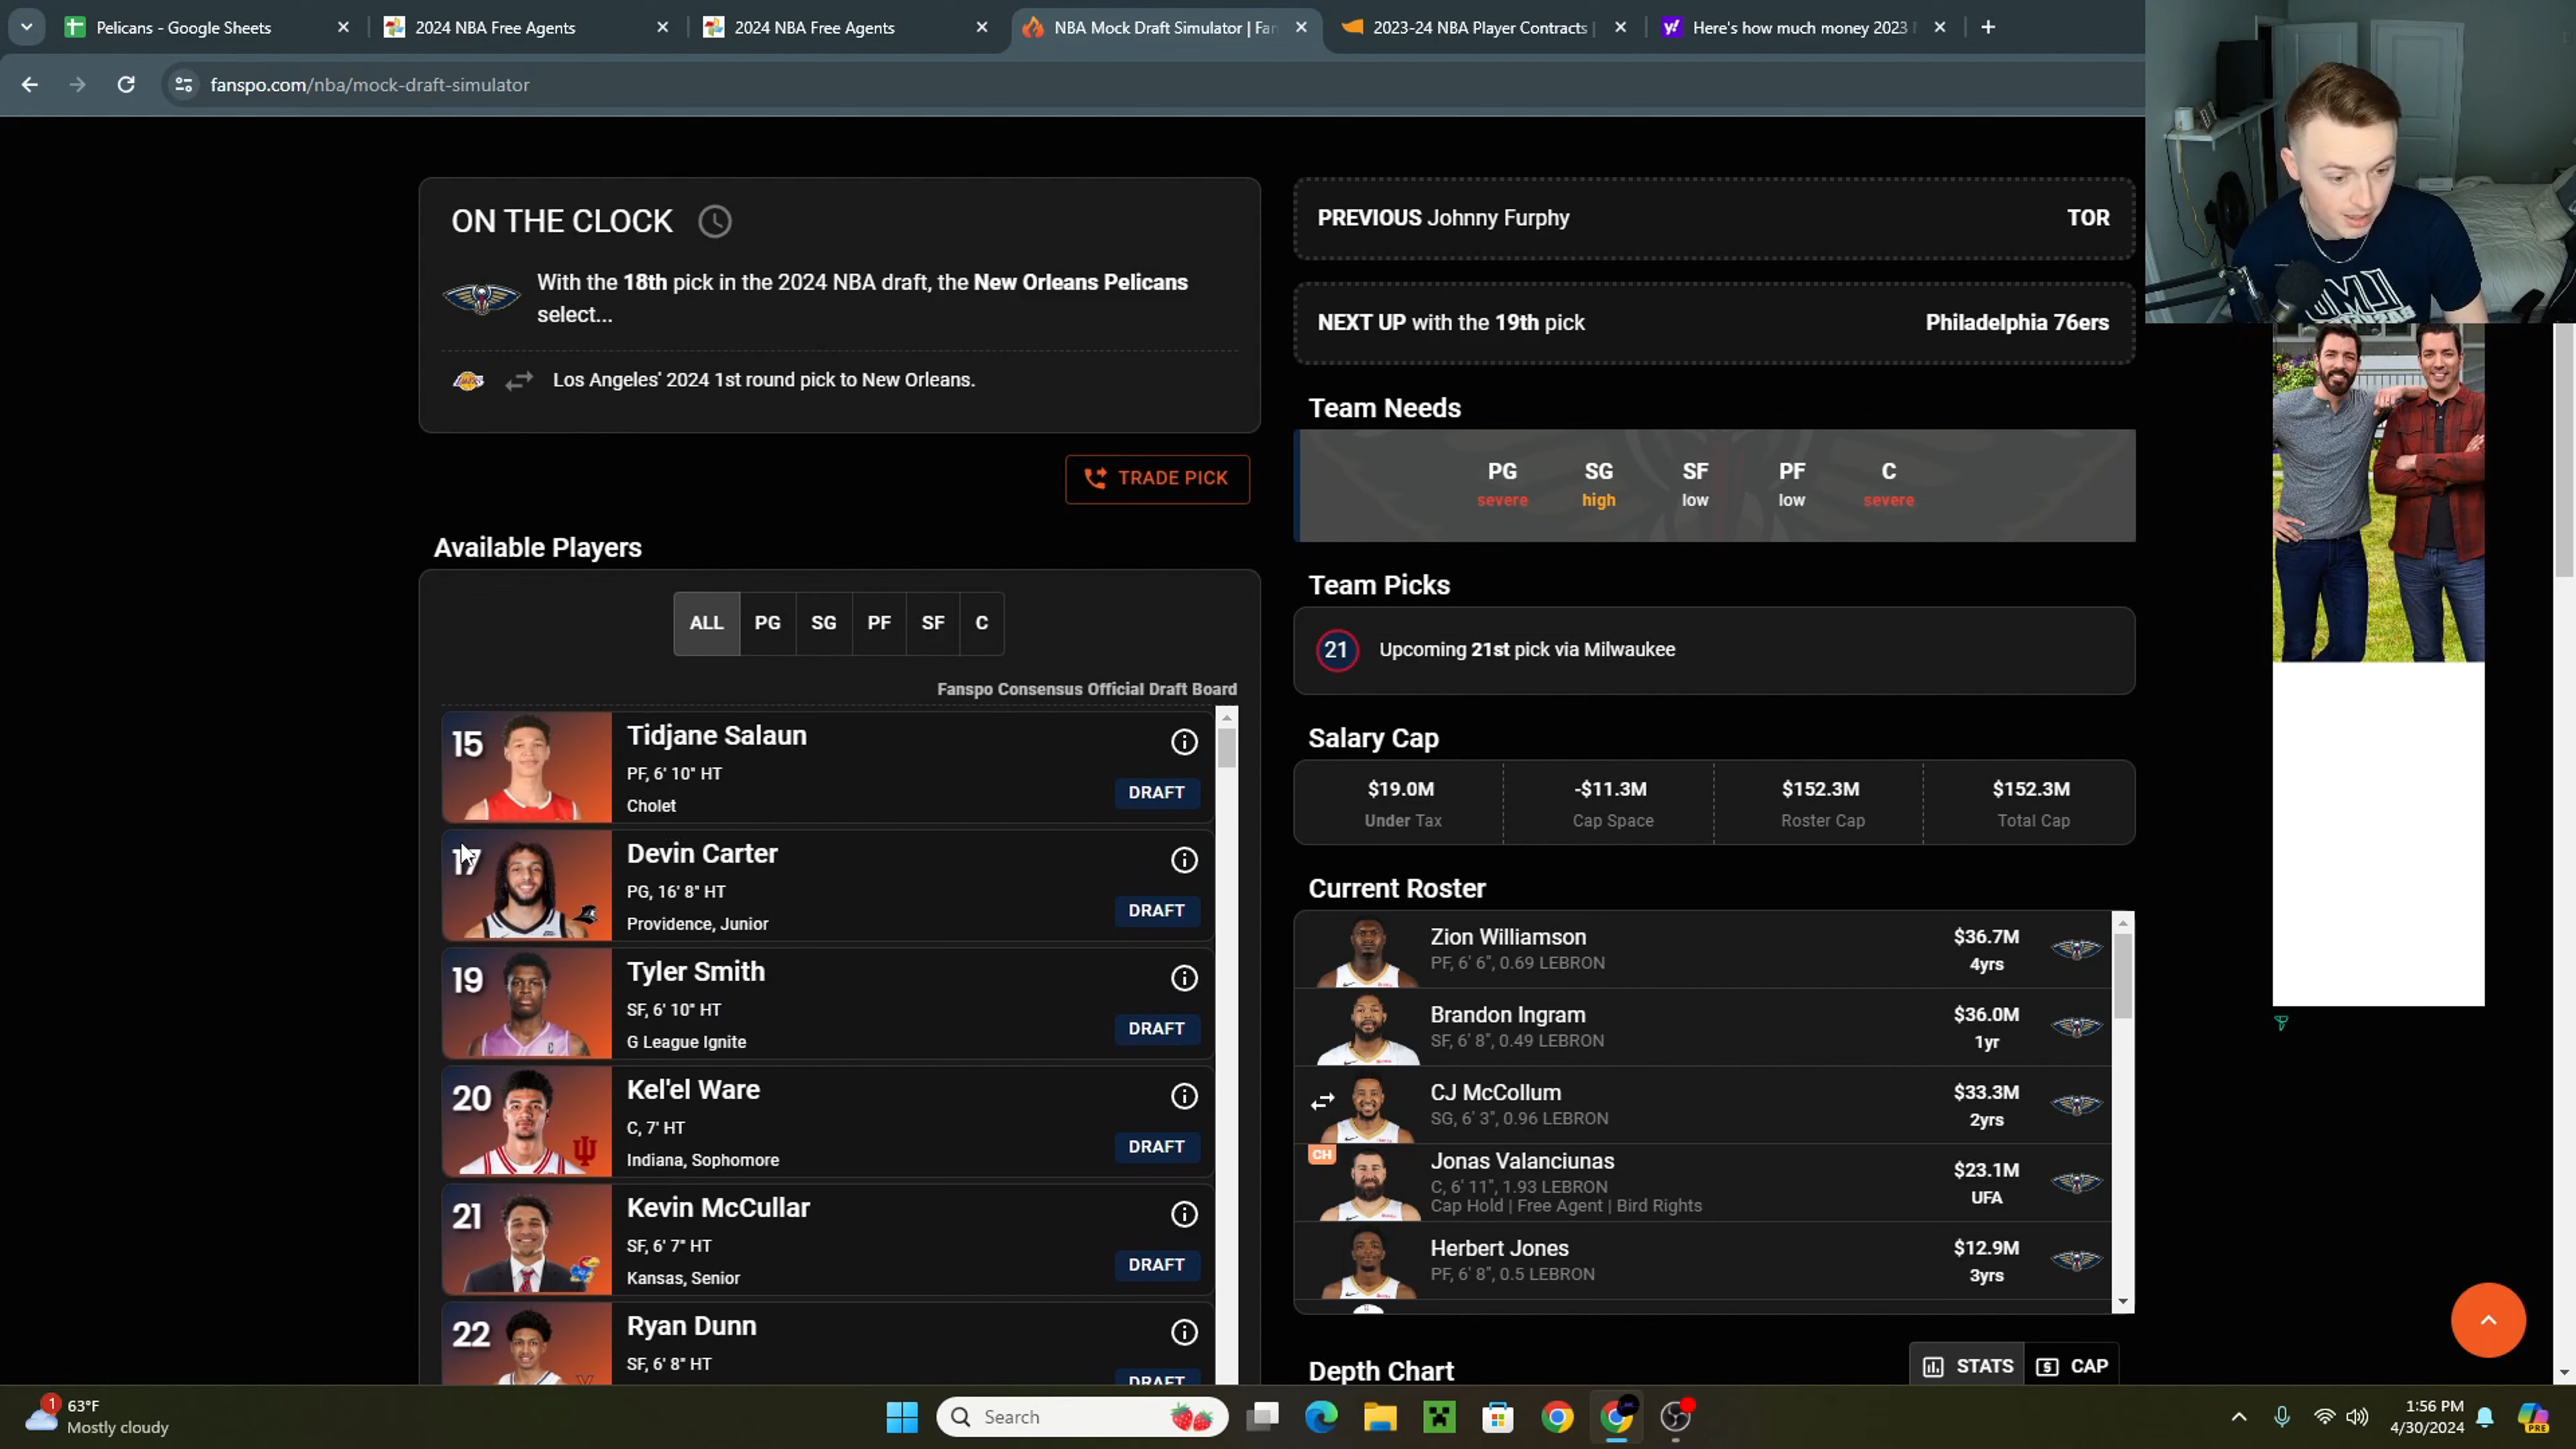 Pelicans - Google Sheets
2024 NBA Free Agents
2024 NBA Free Agents
NBA Mock Draft Simulator | Fan
2023-24 NBA Player Contracts |
Here's how much money 2023
fanspo.com/nba/mock-draft-simulator
ON THE CLOCK
With the 18th pick in the 2024 NBA draft, the New Orleans Pelicans
select...
Los Angeles' 2024 1st round pick to New Orleans.
TRADE PICK
Available Players
ALL PG SG PF SF C
Fanspo Consensus Official Draft Board
15
Tidjane Salaun
PF, 6' 10" HT
Cholet
DRAFT
17
Devin Carter
PG, 16' 8" HT
Providence, Junior
DRAFT
19
Tyler Smith
SF, 6' 10" HT
G League Ignite
DRAFT
20
Kel'el Ware
C, 7' HT
Indiana, Sophomore
DRAFT
21
Kevin McCullar
SF, 6' 7" HT
Kansas, Senior
DRAFT
22
Ryan Dunn
SF, 6' 8" HT
DRAFT
PREVIOUS Johnny Furphy TOR
NEXT UP with the 19th pick Philadelphia 76ers
Team Needs
PG SG SF PF C
severe high low low severe
Team Picks
21 Upcoming 21st pick via Milwaukee
Salary Cap
$19.0M -$11.3M $152.3M $152.3M
Under Tax Cap Space Roster Cap Total Cap
Current Roster
Zion Williamson $36.7M
PF, 6' 6", 0.69 LEBRON 4yrs
Brandon Ingram $36.0M
SF, 6' 8", 0.49 LEBRON 1yr
CJ McCollum $33.3M
SG, 6' 3", 0.96 LEBRON 2yrs
CH
Jonas Valanciunas $23.1M
C, 6' 11", 1.93 LEBRON UFA
Cap Hold | Free Agent | Bird Rights
Herbert Jones $12.9M
PF, 6' 8", 0.5 LEBRON 3yrs
Depth Chart STATS CAP
LMU
1
63°F
Mostly cloudy
Search
1:56 PM
4/30/2024
PRE